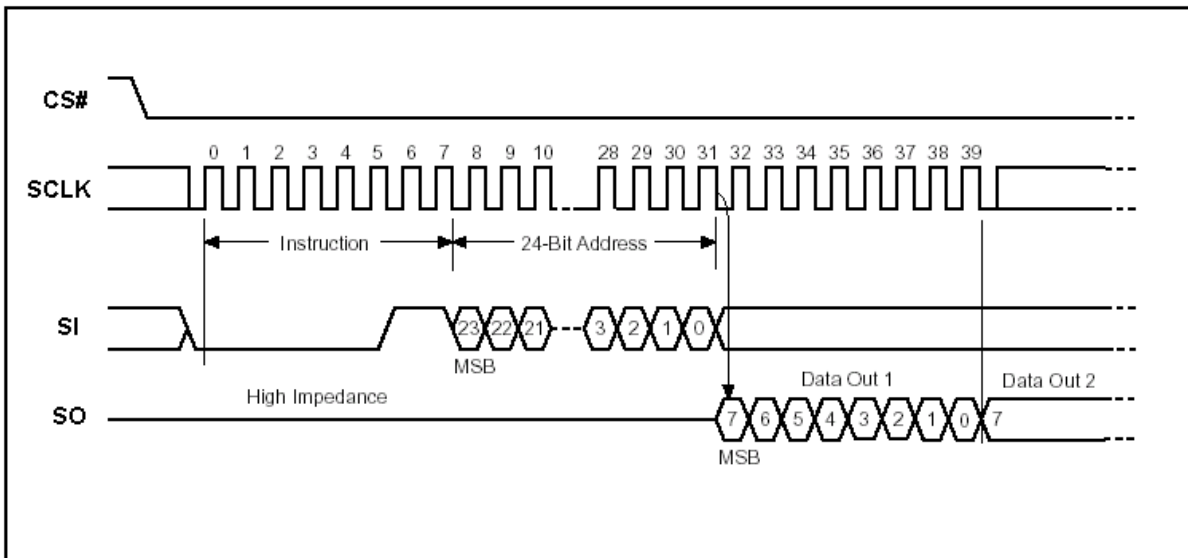 CS#
0 1 2 3 4 5 6 7 8 9 10 28 29 30 31 32 33 34 35 36 37 38 39
SCLK
Instruction 24-Bit Address
SI 23 22 21 3 2 1 0
MSB
Data Out 1 Data Out 2
High Impedance
SO 7 6 5 4 3 2 1 0 7
MSB